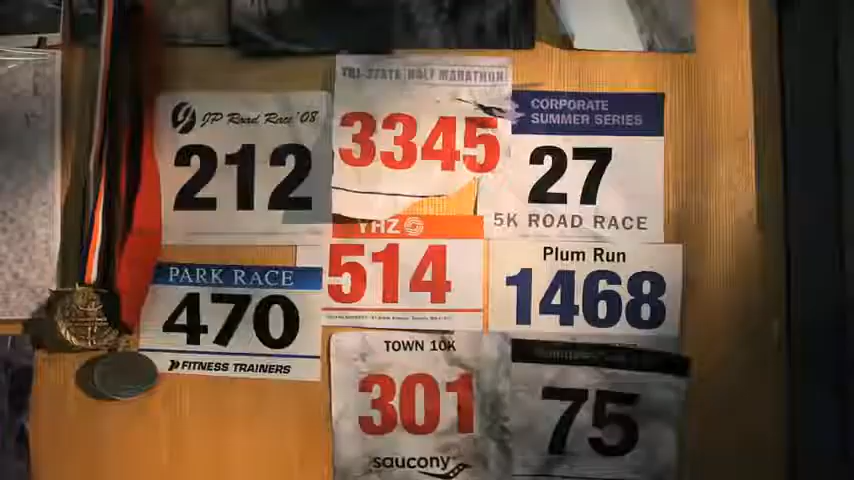 TRI-STATE HALF MARATHON
3345
JP Road Race '08
212
CORPORATE
SUMMER SERIES
27
5K ROAD RACE
YHZ
514
PARK RACE
470
FITNESS TRAINERS
Plum Run
1468
TOWN 10K
301
saucony
75